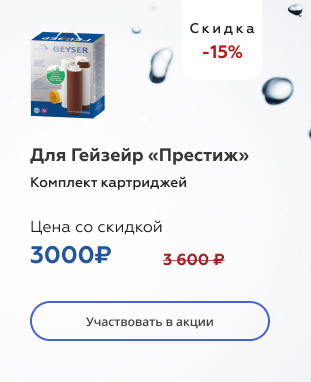 Скидка
-15%
GEYSER
Для Гейзейр «Престиж»
Комплект картриджей
Цена со скидкой
3000₽
3 600 ₽
Участвовать в акции